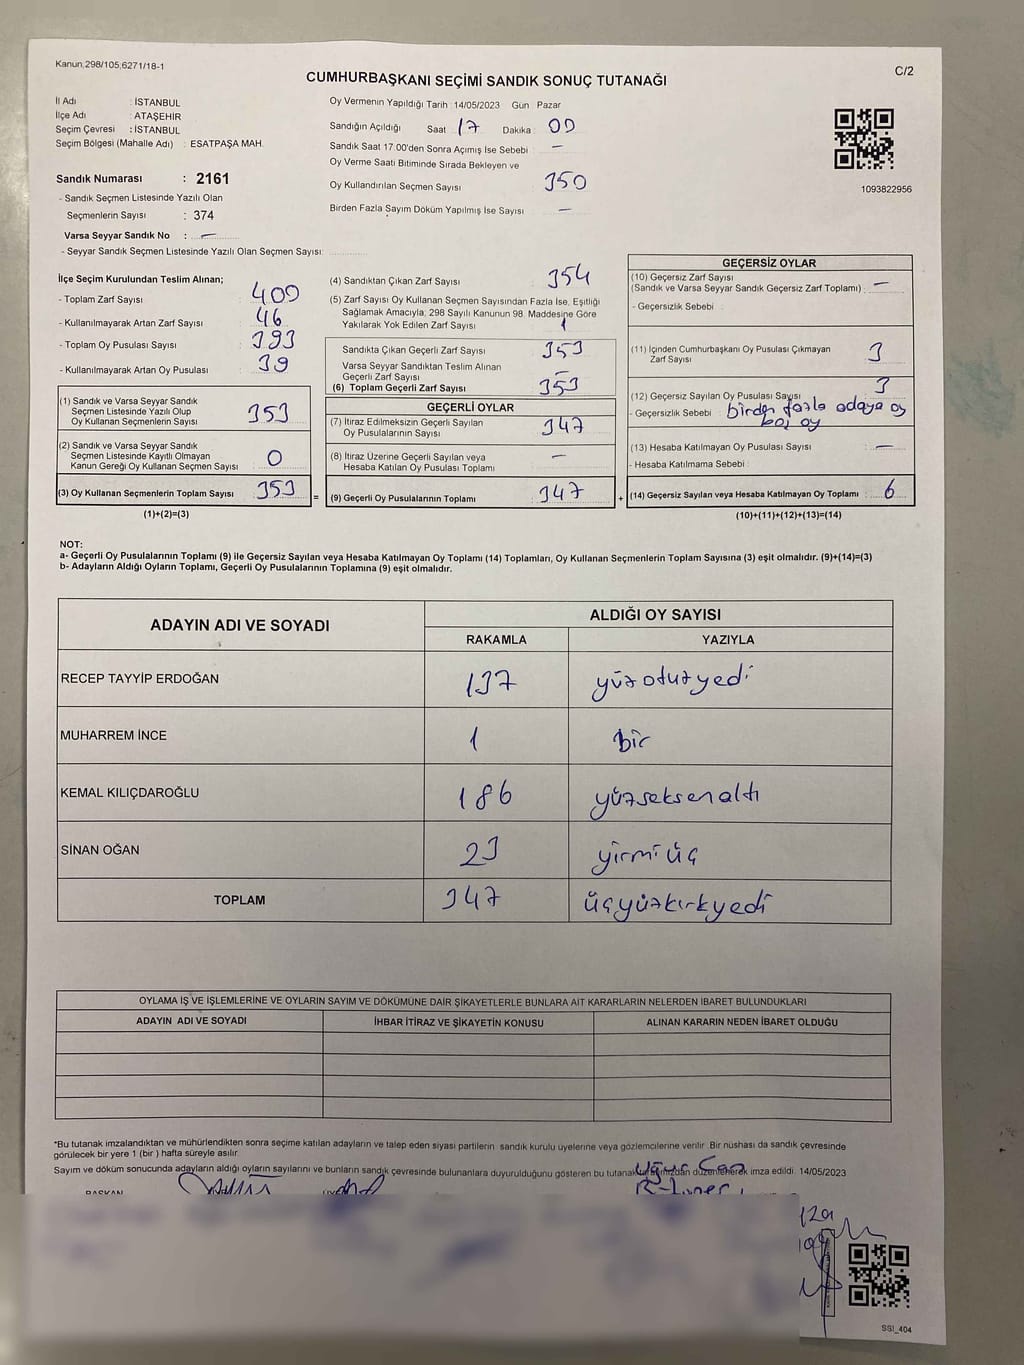 Kanun,298/105,6271/18-1
C/2
CUMHURBAŞKANI SEÇİMİ SANDIK SONUÇ TUTANAĞI
İl Adı : İSTANBUL
İlçe Adı : ATAŞEHİR
Seçim Çevresi : İSTANBUL
Seçim Bölgesi (Mahalle Adı) : ESATPAŞA MAH.
Sandık Numarası : 2161
- Sandık Seçmen Listesinde Yazılı Olan
Seçmenlerin Sayısı : 374
Varsa Seyyar Sandık No : —
- Seyyar Sandık Seçmen Listesinde Yazılı Olan Seçmen Sayısı:
Oy Vermenin Yapıldığı Tarih : 14/05/2023 Gün Pazar
Sandığın Açıldığı Saat 17 Dakika : 00
Sandık Saat 17:00'den Sonra Açımış İse Sebebi : —
Oy Verme Saati Bitiminde Sırada Bekleyen ve
Oy Kullandırılan Seçmen Sayısı : 350
Birden Fazla Sayım Döküm Yapılmış İse Sayısı : —
1093822956
İlçe Seçim Kurulundan Teslim Alınan;
- Toplam Zarf Sayısı : 400
- Kullanılmayarak Artan Zarf Sayısı : 46
- Toplam Oy Pusulası Sayısı : 393
- Kullanılmayarak Artan Oy Pusulası : 39
(1) Sandık ve Varsa Seyyar Sandık
Seçmen Listesinde Yazılı Olup
Oy Kullanan Seçmenlerin Sayısı : 353
(2) Sandık ve Varsa Seyyar Sandık
Seçmen Listesinde Kayıtlı Olmayan
Kanun Gereği Oy Kullanan Seçmen Sayısı : 0
(3) Oy Kullanan Seçmenlerin Toplam Sayısı : 353
(1)+(2)=(3)
=
(4) Sandıktan Çıkan Zarf Sayısı : 354
(5) Zarf Sayısı Oy Kullanan Seçmen Sayısından Fazla İse, Eşitliği
Sağlamak Amacıyla; 298 Sayılı Kanunun 98. Maddesine Göre
Yakılarak Yok Edilen Zarf Sayısı : 1
Sandıkta Çıkan Geçerli Zarf Sayısı : 353
Varsa Seyyar Sandıktan Teslim Alınan
Geçerli Zarf Sayısı : —
(6) Toplam Geçerli Zarf Sayısı : 353
GEÇERLİ OYLAR
(7) İtiraz Edilmeksizin Geçerli Sayılan
Oy Pusulalarının Sayısı : 347
(8) İtiraz Üzerine Geçerli Sayılan veya
Hesaba Katılan Oy Pusulası Toplamı : —
(9) Geçerli Oy Pusulalarının Toplamı : 347
+
GEÇERSİZ OYLAR
(10) Geçersiz Zarf Sayısı
(Sandık ve Varsa Seyyar Sandık Geçersiz Zarf Toplamı) : —
- Geçersizlik Sebebi :
(11) İçinden Cumhurbaşkanı Oy Pusulası Çıkmayan
Zarf Sayısı : 3
(12) Geçersiz Sayılan Oy Pusulası Sayısı : 3
- Geçersizlik Sebebi : birden fazla adaya oy
boş oy
(13) Hesaba Katılmayan Oy Pusulası Sayısı : —
- Hesaba Katılmama Sebebi :
(14) Geçersiz Sayılan veya Hesaba Katılmayan Oy Toplamı : 6
(10)+(11)+(12)+(13)=(14)
NOT:
a- Geçerli Oy Pusulalarının Toplamı (9) ile Geçersiz Sayılan veya Hesaba Katılmayan Oy Toplamı (14) Toplamları, Oy Kullanan Seçmenlerin Toplam Sayısına (3) eşit olmalıdır. (9)+(14)=(3)
b- Adayların Aldığı Oyların Toplamı, Geçerli Oy Pusulalarının Toplamına (9) eşit olmalıdır.
ADAYIN ADI VE SOYADI ALDIĞI OY SAYISI
RAKAMLA YAZIYLA
RECEP TAYYİP ERDOĞAN 137 yüzotuzyedi
MUHARREM İNCE 1 bir
KEMAL KILIÇDAROĞLU 186 yüzseksenaltı
SİNAN OĞAN 23 yirmiüç
TOPLAM 347 üçyüzkırkyedi
OYLAMA İŞ VE İŞLEMLERİNE VE OYLARIN SAYIM VE DÖKÜMÜNE DAİR ŞİKAYETLERLE BUNLARA AİT KARARLARIN NELERDEN İBARET BULUNDUKLARI
ADAYIN ADI VE SOYADI İHBAR İTİRAZ VE ŞİKAYETİN KONUSU ALINAN KARARIN NEDEN İBARET OLDUĞU
*Bu tutanak imzalandıktan ve mühürlendikten sonra seçime katılan adayların ve talep eden siyasi partilerin sandık kurulu üyelerine veya gözlemcilerine verilir. Bir nüshası da sandık çevresinde
görülecek bir yere 1 (bir ) hafta süreyle asılır.
Sayım ve döküm sonucunda adayların aldığı oyların sayılarını ve bunların sandık çevresinde bulunanlara duyurulduğunu gösteren bu tutanak tarafımızdan düzenlenerek imza edildi. 14/05/2023
BAŞKAN
SSI_404